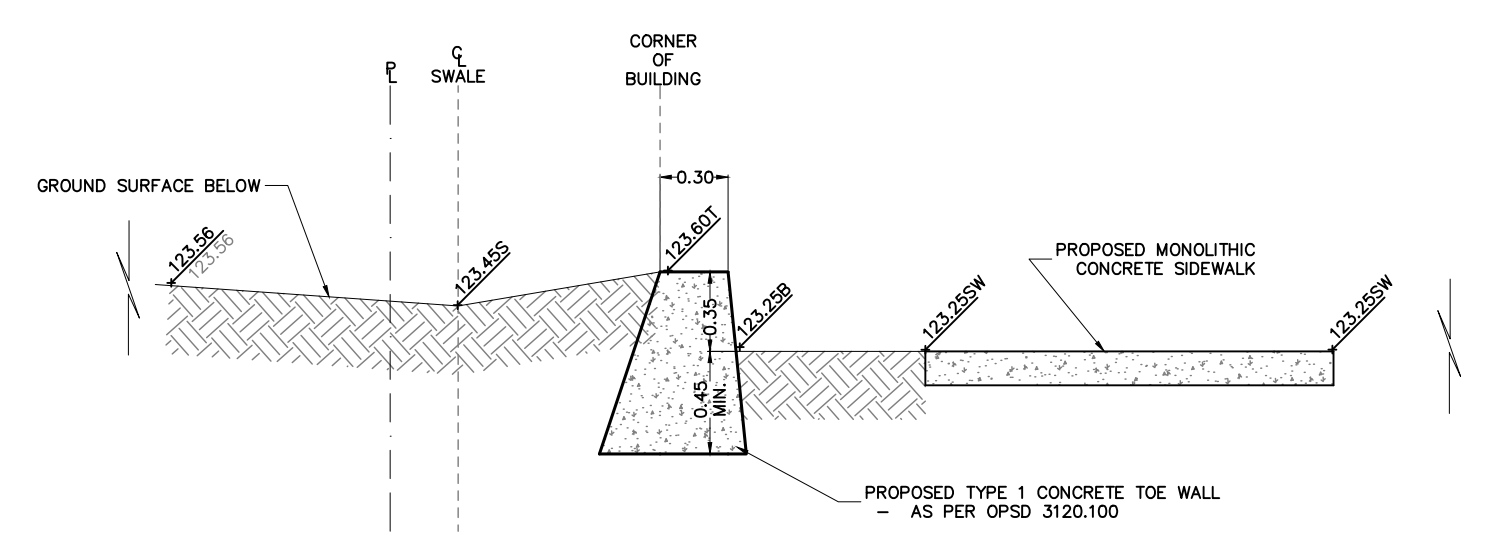 ℄
SWALE
CORNER
OF
BUILDING
PL
0.30
GROUND SURFACE BELOW
123.56
123.56
123.45S
123.60T
0.35
123.25B
123.25SW
PROPOSED MONOLITHIC
CONCRETE SIDEWALK
123.25SW
0.45
MIN.
PROPOSED TYPE 1 CONCRETE TOE WALL
- AS PER OPSD 3120.100